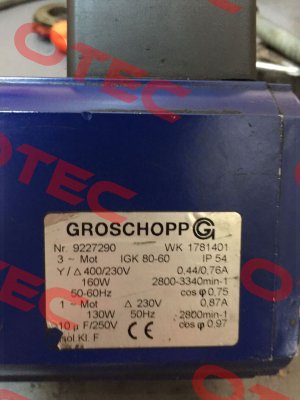 OTEC
GROSCHOPP G
Nr. 9227290 WK 1781401
3 ~ Mot IGK 80-60 IP 54
Y / Δ 400/230V 0,44/0,76A
160W 2800-3340min-1
50-60Hz cos φ 0.75
1 ~ Mot Δ 230V 0,87A
130W 50Hz 2800min-1
10 µ F/250V CE cos φ 0.97
Isol.Kl. F